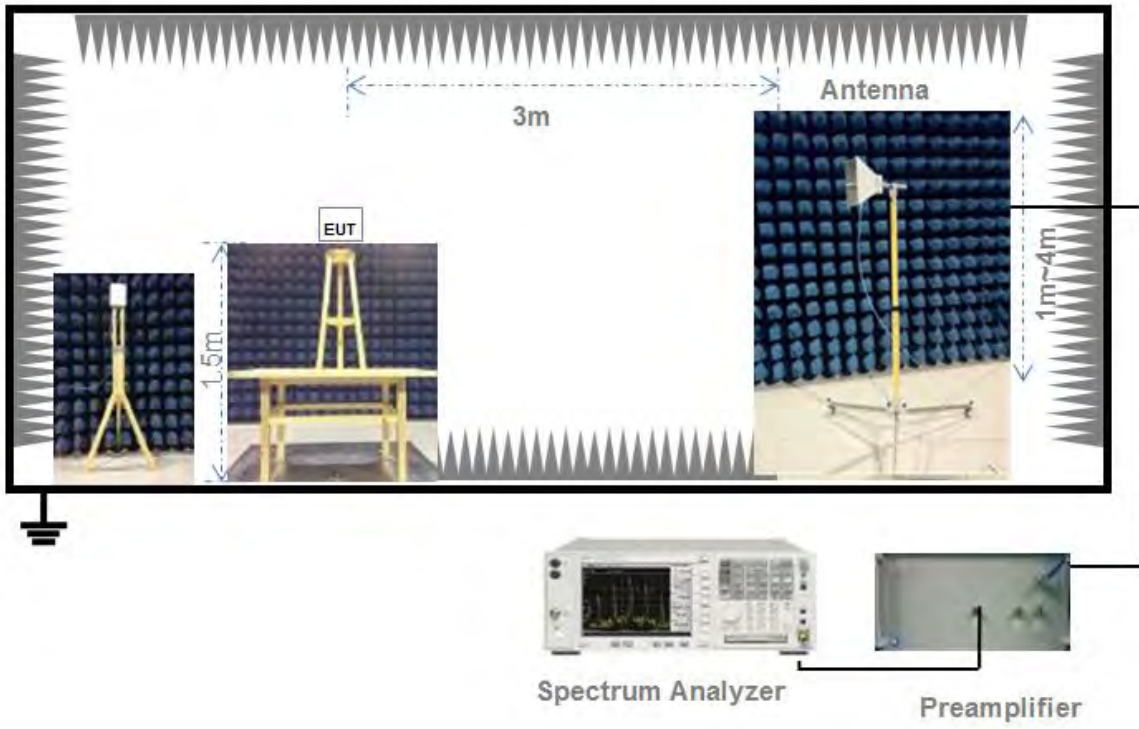 Antenna
3m
EUT
1.5m
1m~4m
Spectrum Analyzer
Preamplifier